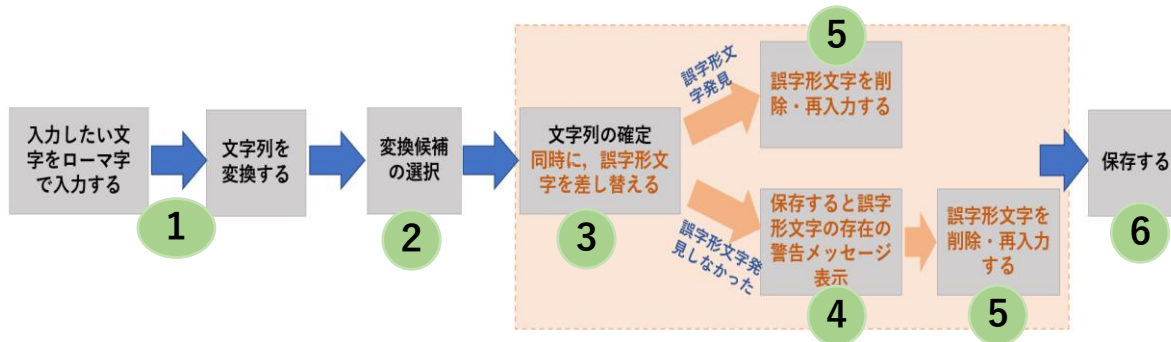 入力したい文
字をローマ字
で入力する
1
文字列を
変換する
変換候補
の選択
2
文字列の確定
同時に，誤字形文
字を差し替える
3
誤字形文
字発見
5
誤字形文字を削
除・再入力する
誤字形文字発
見しなかった
保存すると誤字
形文字の存在の
警告メッセージ
表示
4
誤字形文字を
削除・再入力
する
5
保存する
6